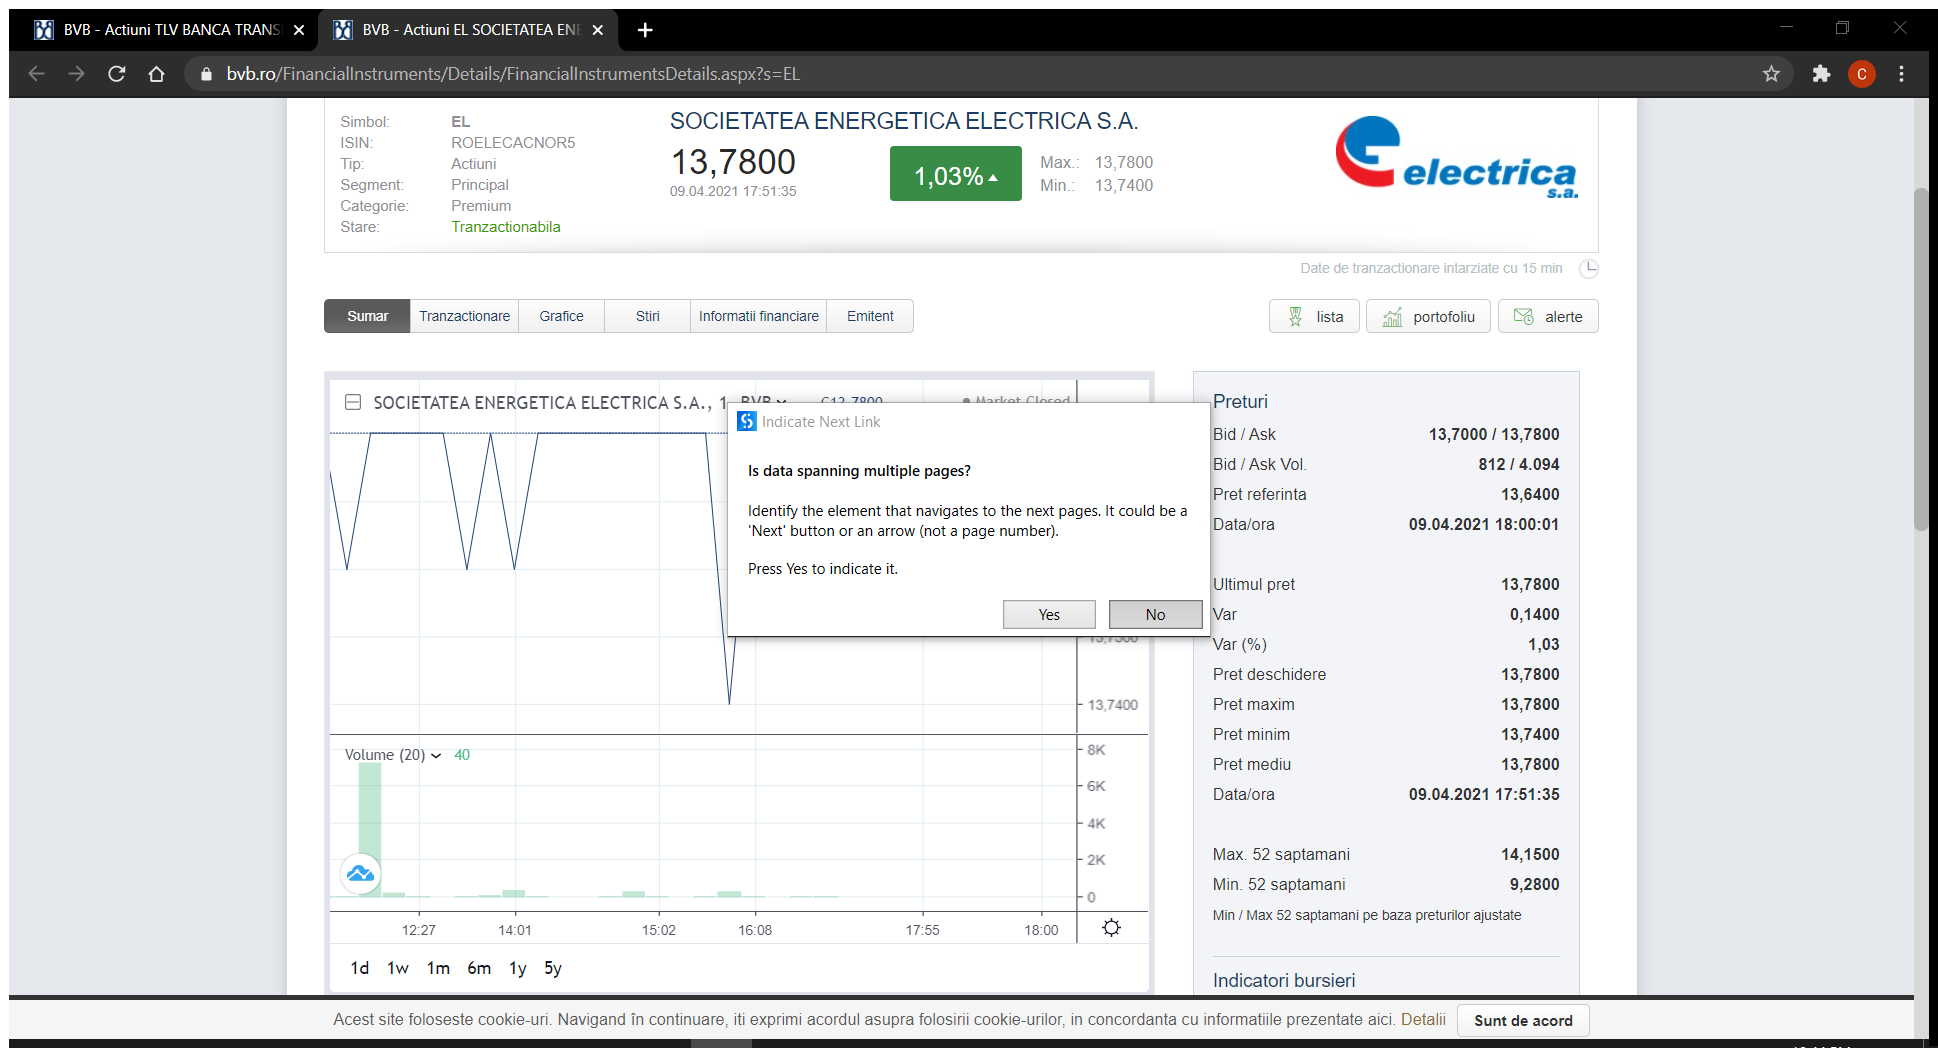 BVB - Actiuni TLV BANCA TRANS
BVB - Actiuni EL SOCIETATEA ENE
bvb.ro/FinancialInstruments/Details/FinancialInstrumentsDetails.aspx?s=EL
C
Simbol: EL
ISIN: ROELECACNOR5
Tip: Actiuni
Segment: Principal
Categorie: Premium
Stare: Tranzactionabila
SOCIETATEA ENERGETICA ELECTRICA S.A.
13,7800
09.04.2021 17:51:35
1,03%
Max.: 13,7800
Min.: 13,7400
electrica
s.a.
Date de tranzactionare intarziate cu 15 min
Sumar Tranzactionare Grafice Stiri Informatii financiare Emitent
lista portofoliu alerte
SOCIETATEA ENERGETICA ELECTRICA S.A., 1, BVB C13,7800 Market Closed
Indicate Next Link
Is data spanning multiple pages?
Identify the element that navigates to the next pages. It could be a
'Next' button or an arrow (not a page number).
Press Yes to indicate it.
Yes No
13,7500
13,7400
Volume (20) 40
8K
6K
4K
2K
0
12:27 14:01 15:02 16:08 17:55 18:00
1d 1w 1m 6m 1y 5y
Preturi
Bid / Ask 13,7000 / 13,7800
Bid / Ask Vol. 812 / 4.094
Pret referinta 13,6400
Data/ora 09.04.2021 18:00:01
Ultimul pret 13,7800
Var 0,1400
Var (%) 1,03
Pret deschidere 13,7800
Pret maxim 13,7800
Pret minim 13,7400
Pret mediu 13,7800
Data/ora 09.04.2021 17:51:35
Max. 52 saptamani 14,1500
Min. 52 saptamani 9,2800
Min / Max 52 saptamani pe baza preturilor ajustate
Indicatori bursieri
Acest site foloseste cookie-uri. Navigand în continuare, iti exprimi acordul asupra folosirii cookie-urilor, in concordanta cu informatiile prezentate aici. Detalii
Sunt de acord